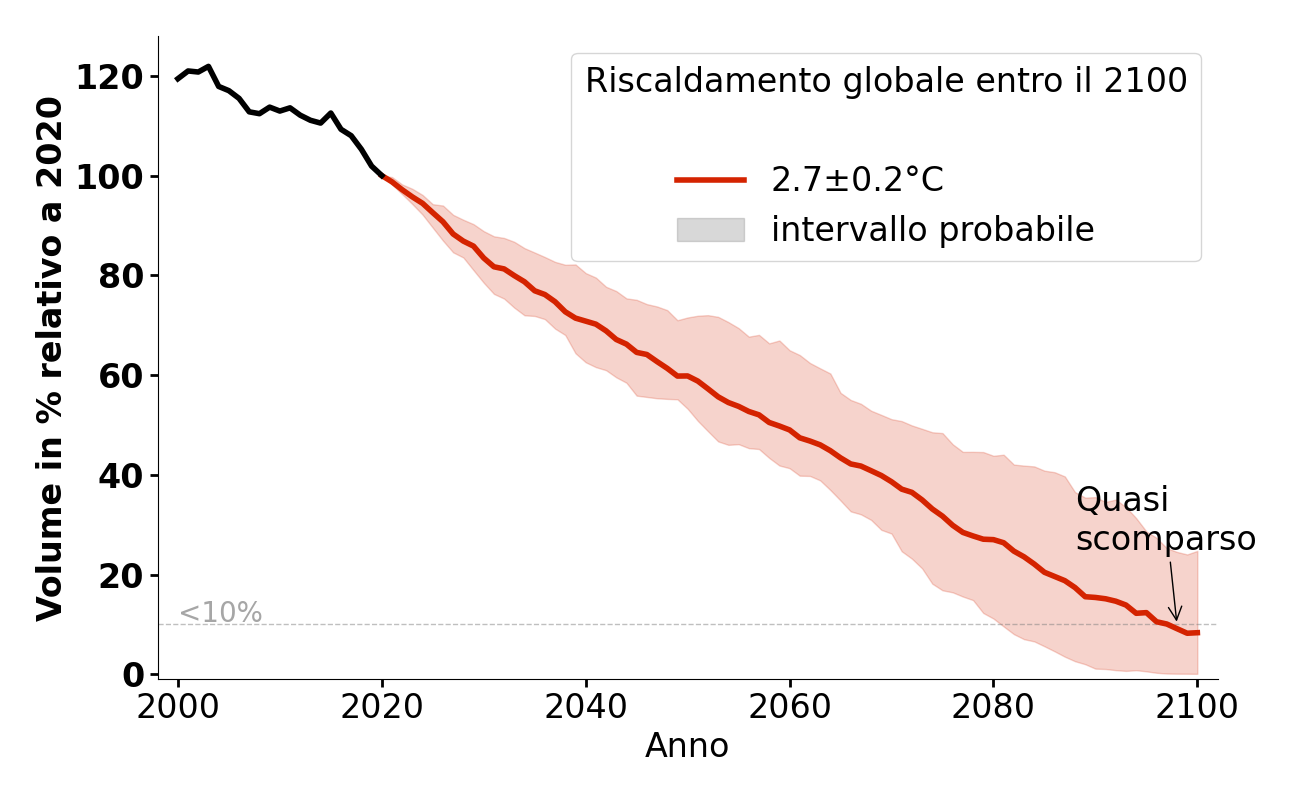 Volume in % relativo a 2020
120
100
80
60
40
20
0
Riscaldamento globale entro il 2100
2.7±0.2°C
intervallo probabile
Quasi
scomparso
<10%
2000 2020 2040 2060 2080 2100
Anno